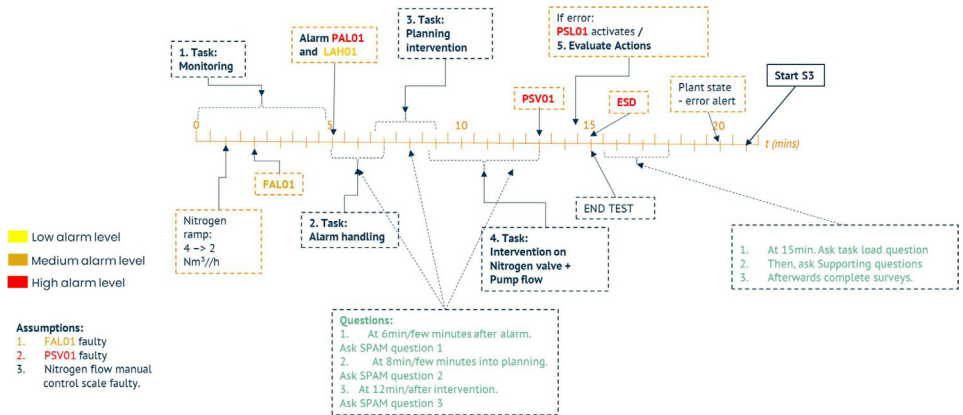 3. Task:
Planning
intervention
If error:
PSL01 activates /
5. Evaluate Actions
Alarm PAL01
and LAH01
1. Task:
Monitoring
Start S3
Plant state
- error alert
PSV01
ESD
0
5
10
15
20
t (mins)
FAL01
END TEST
Nitrogen
ramp:
4 –> 2
Nm³//h
2. Task:
Alarm handling
4. Task:
Intervention on
Nitrogen valve +
Pump flow
Low alarm level
Medium alarm level
High alarm level
1. At 15min. Ask task load question
2. Then, ask Supporting questions
3. Afterwards complete surveys.
Assumptions:
1. FAL01 faulty
2. PSV01 faulty
3. Nitrogen flow manual
control scale faulty.
Questions:
1. At 6min/few minutes after alarm.
Ask SPAM question 1
2. At 8min/few minutes into planning.
Ask SPAM question 2
3. At 12min/after intervention.
Ask SPAM question 3